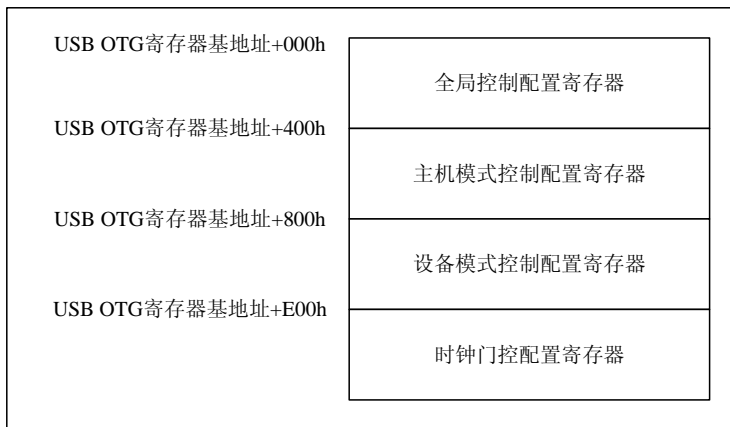 USB OTG寄存器基地址+000h
全局控制配置寄存器
USB OTG寄存器基地址+400h
主机模式控制配置寄存器
USB OTG寄存器基地址+800h
设备模式控制配置寄存器
USB OTG寄存器基地址+E00h
时钟门控配置寄存器